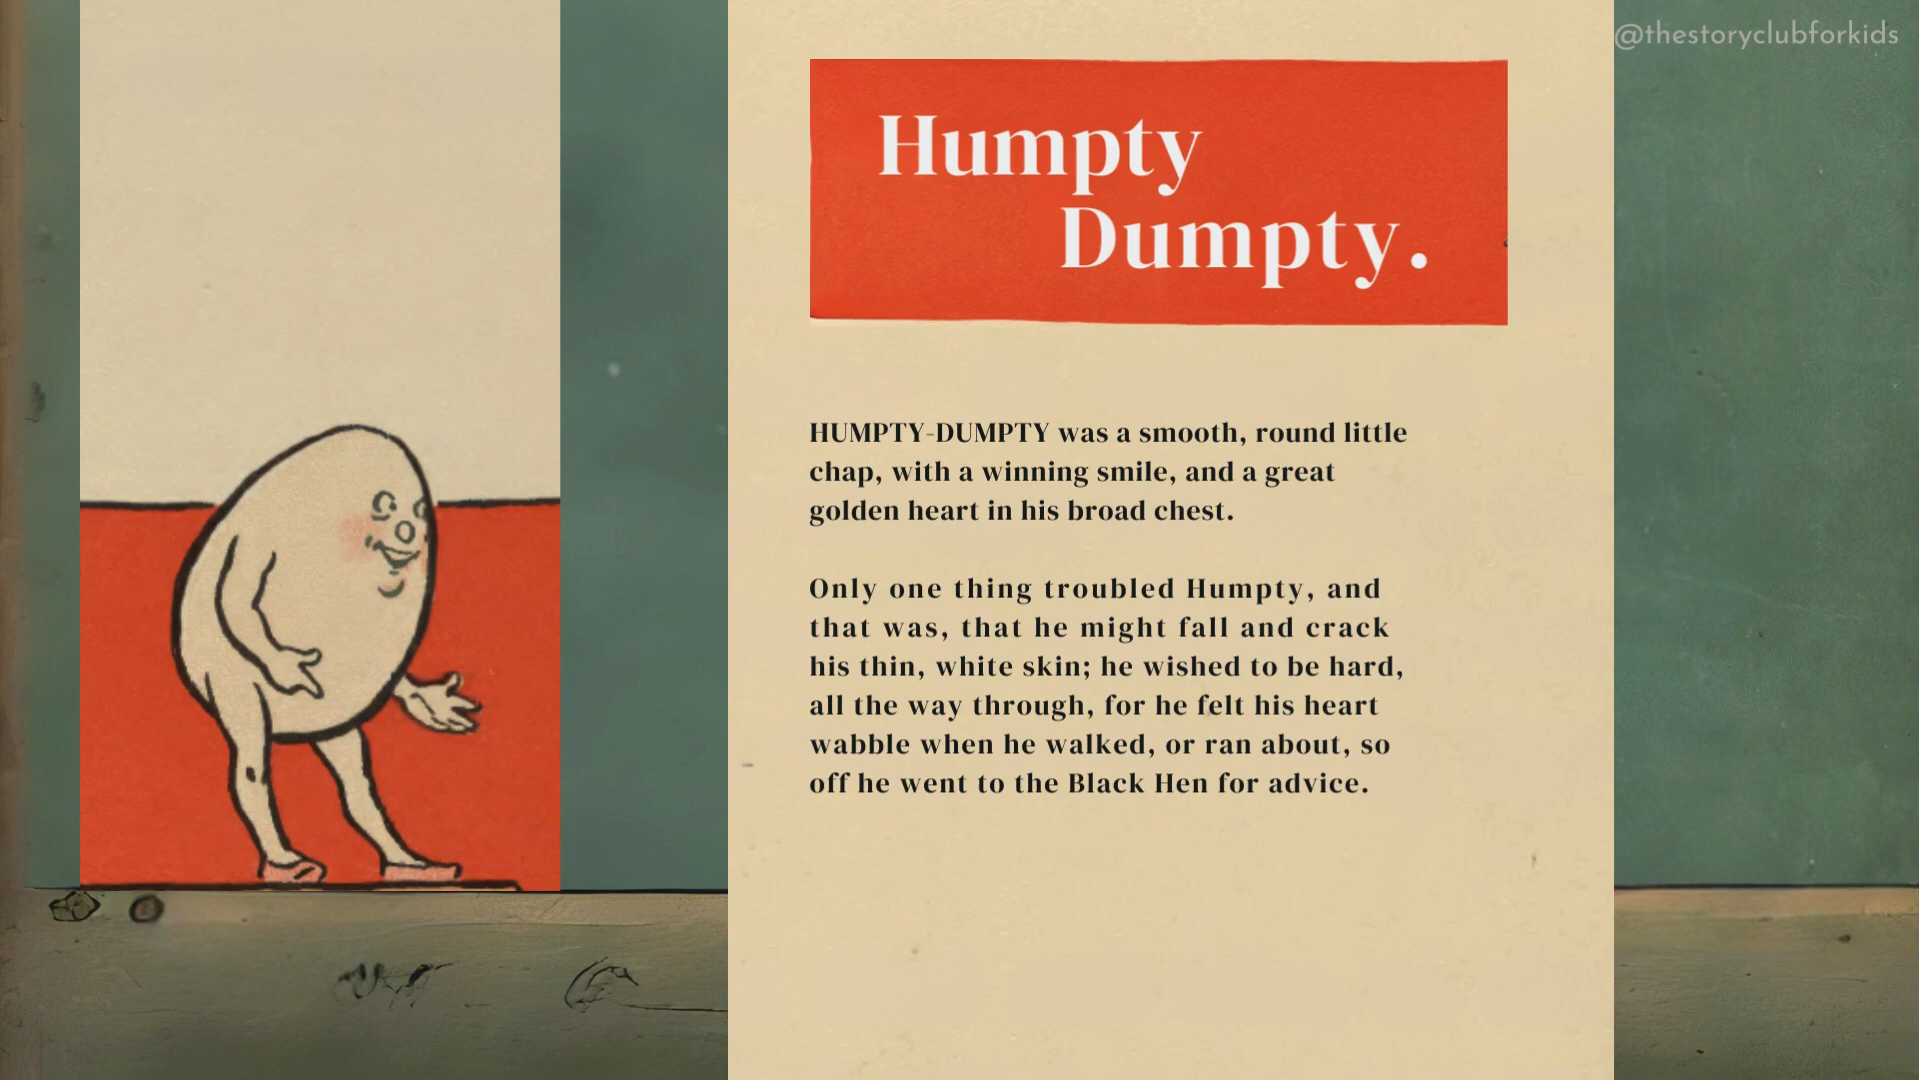 @thestoryclubforkids
Humpty
Dumpty.
HUMPTY-DUMPTY was a smooth, round little
chap, with a winning smile, and a great
golden heart in his broad chest.
Only one thing troubled Humpty, and
that was, that he might fall and crack
his thin, white skin; he wished to be hard,
all the way through, for he felt his heart
wabble when he walked, or ran about, so
off he went to the Black Hen for advice.